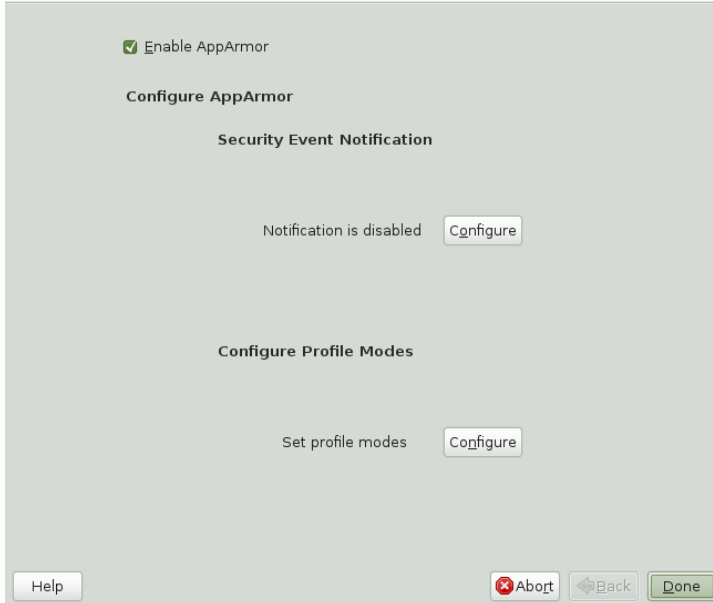 Enable AppArmor
Configure AppArmor
Security Event Notification
Notification is disabled Configure
Configure Profile Modes
Set profile modes Configure
Help Abort Back Done